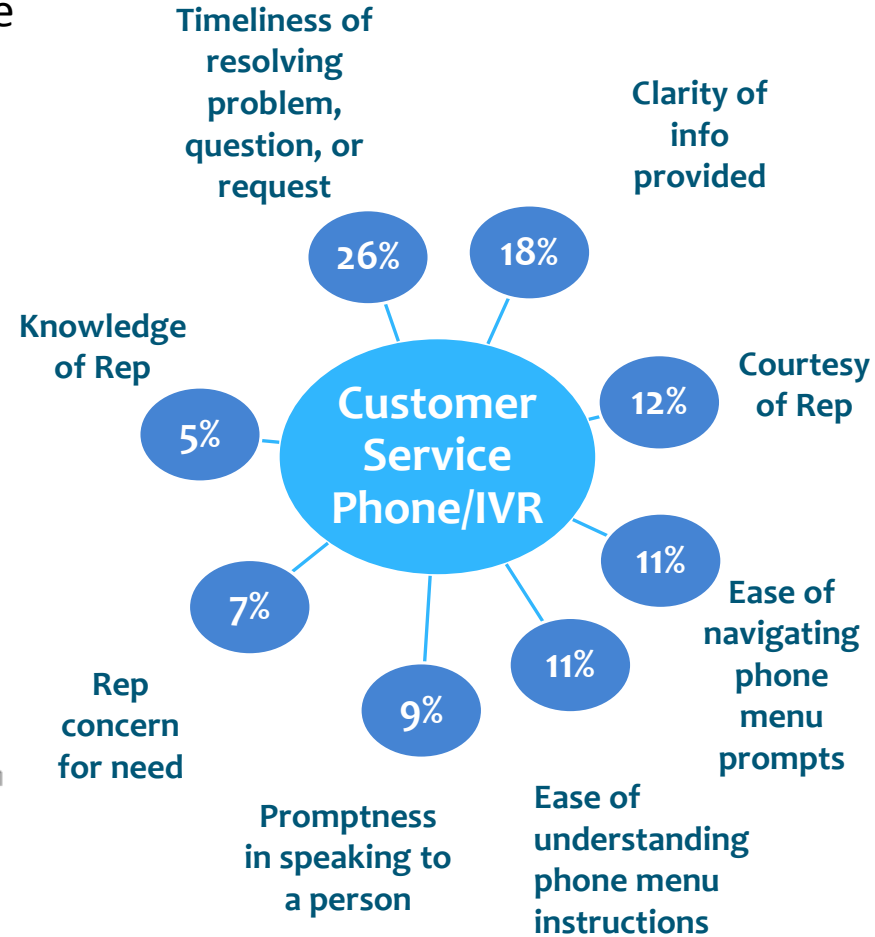 e
Timeliness of
resolving
problem,
question, or
request
26%
Clarity of
info
provided
18%
Courtesy
of Rep
12%
11%
Ease of
navigating
phone
menu
prompts
11%
Ease of
understanding
phone menu
instructions
9%
Promptness
in speaking to
a person
7%
Rep
concern
for need
Knowledge
of Rep
5%
Customer
Service
Phone/IVR